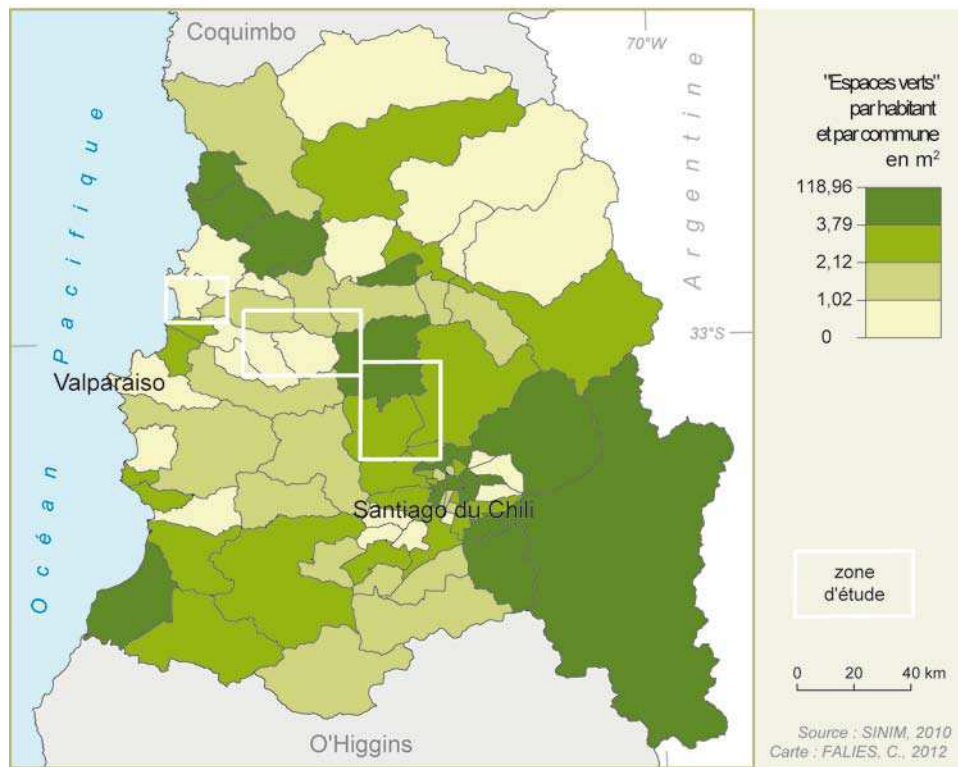 Coquimbo
70°W
Argentine
Océan Pacifique
33°S
Valparaiso
Santiago du Chili
O'Higgins
"Espaces verts"
par habitant
et par commune
en m²
118,96
3,79
2,12
1,02
0
zone
d'étude
0 20 40 km
Source : SINIM, 2010
Carte : FALIES, C., 2012